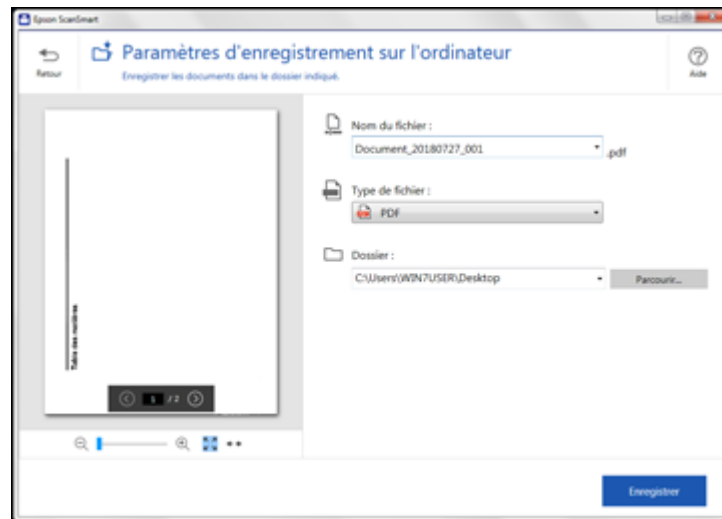 Epson ScanSmart
Retour
Paramètres d'enregistrement sur l'ordinateur
Enregistrer les documents dans le dossier indiqué.
Aide
Nom du fichier :
Document_20180727_001
.pdf
Type de fichier :
PDF
Dossier :
C:\Users\WIN7USER\Desktop
Parcourir...
Table des matières
/ 2
Enregistrer